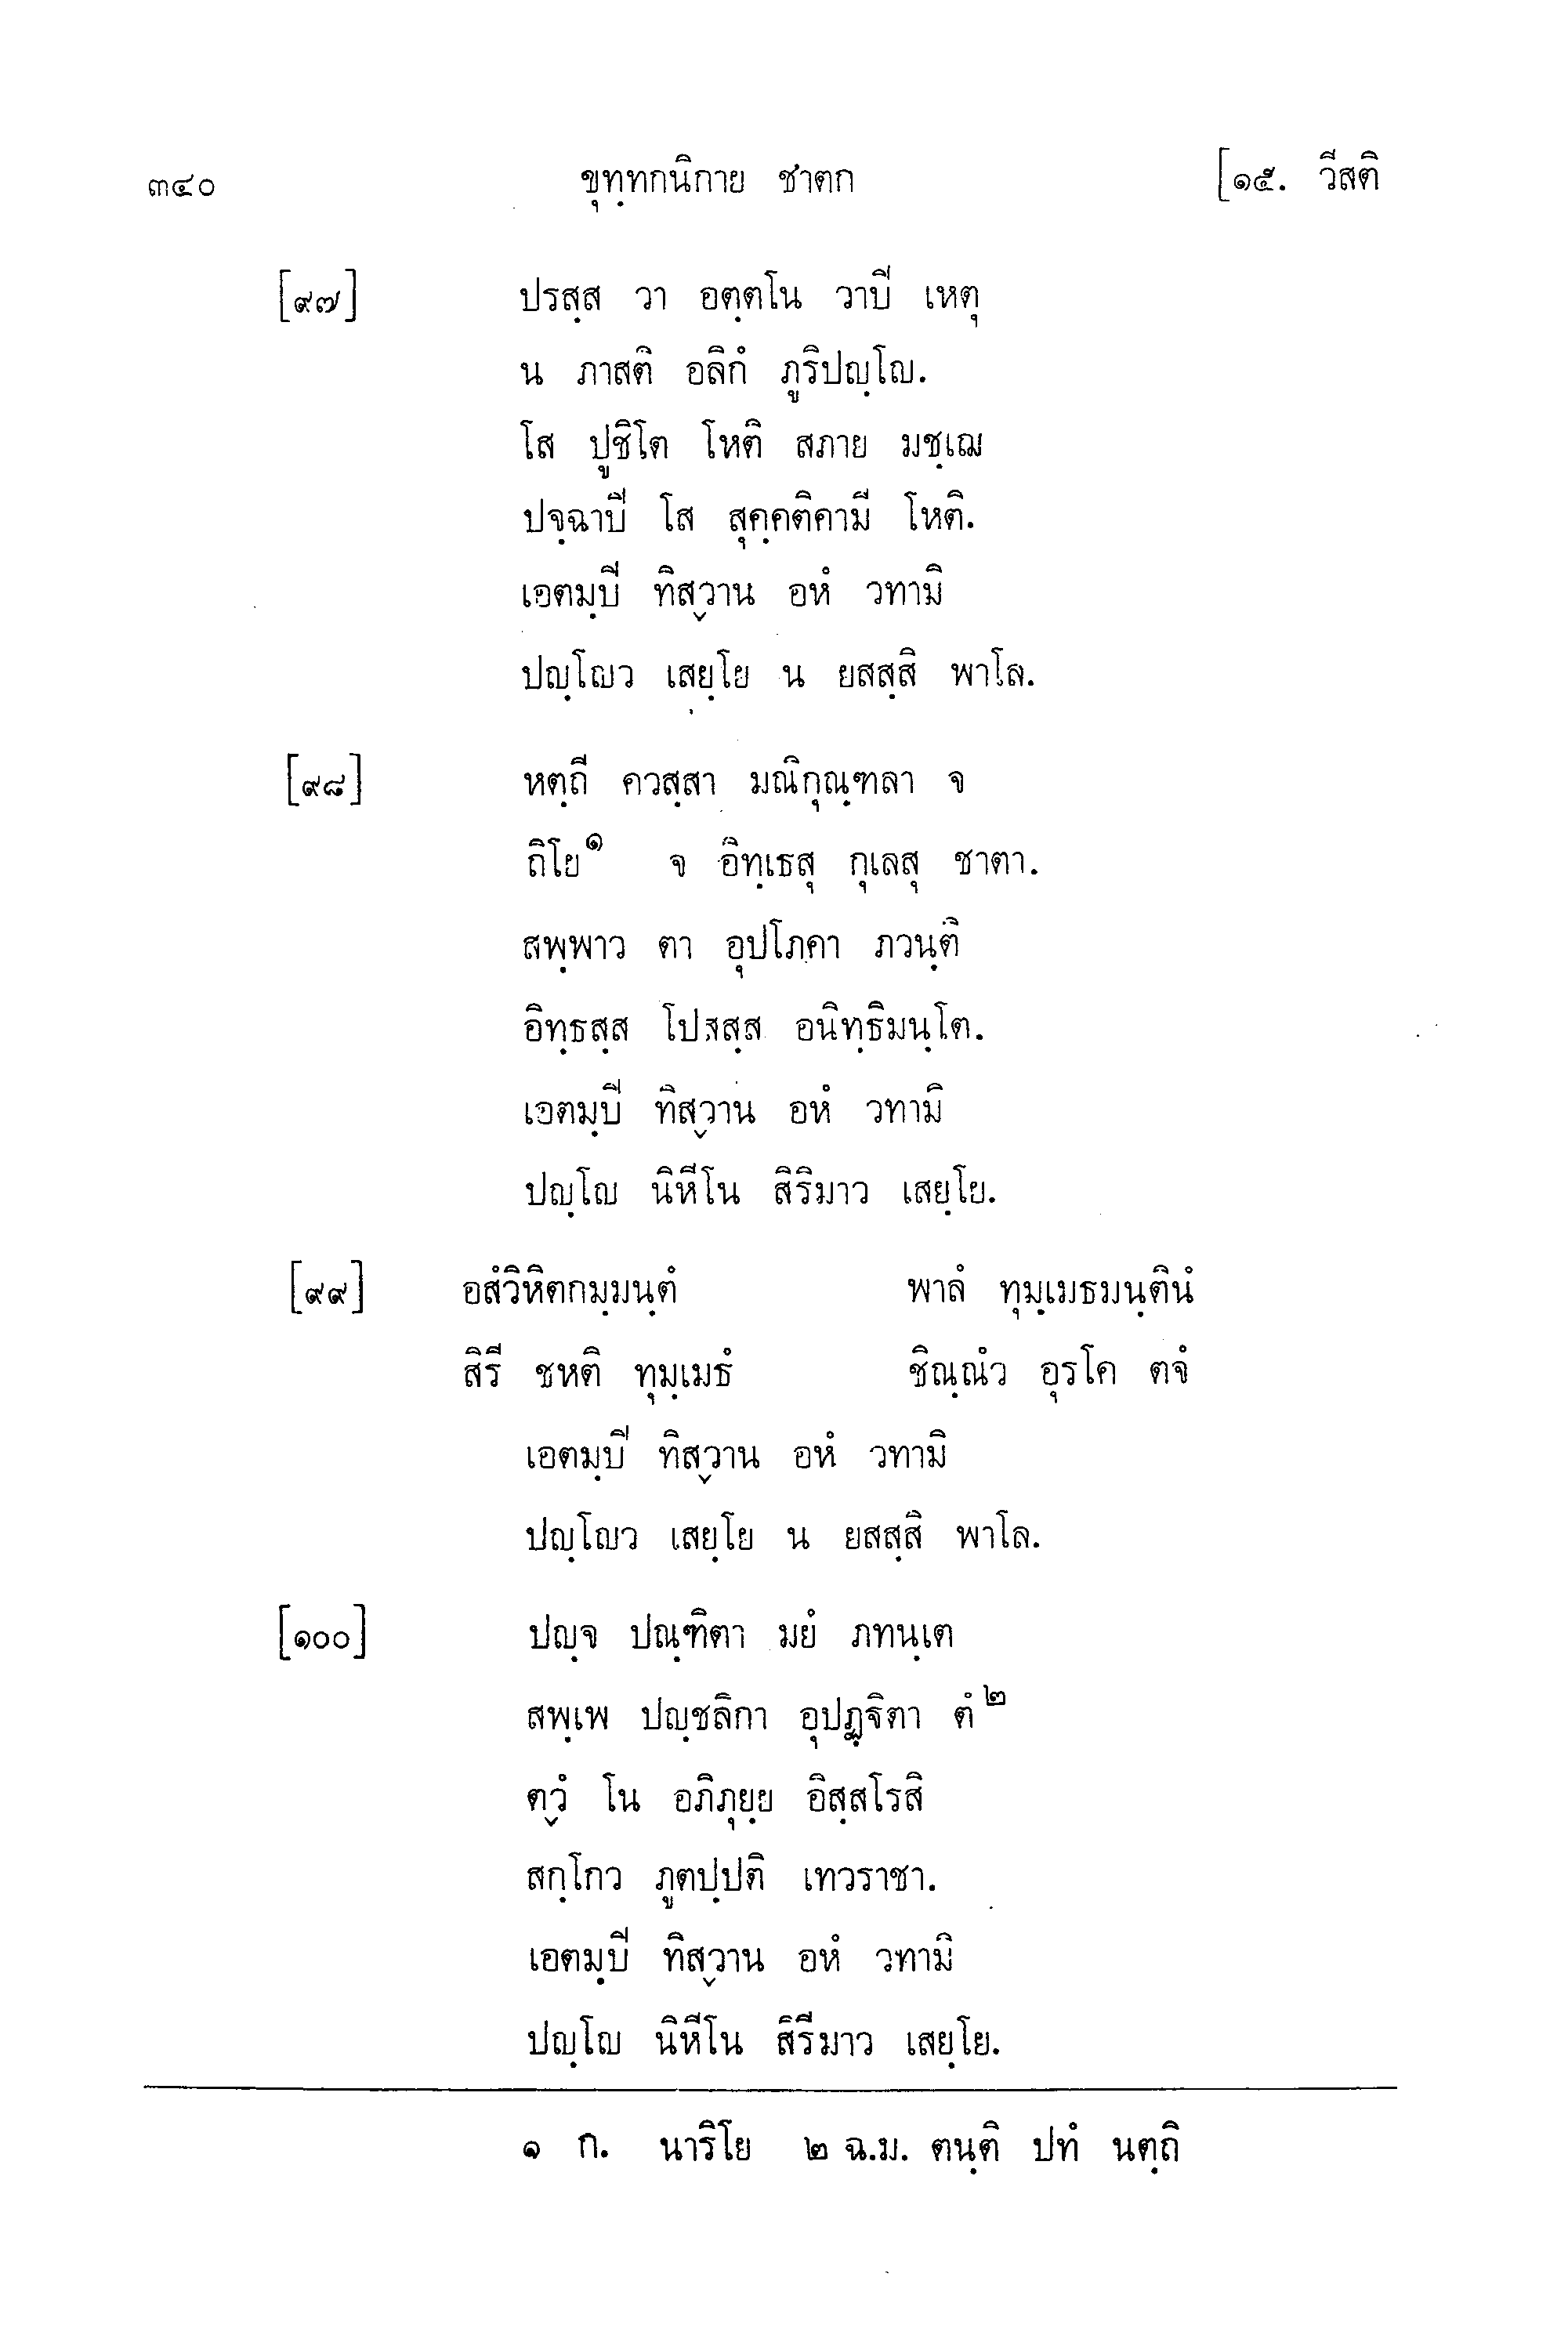 ๓๔๐ ขุทฺทกนิกาย ชาตก [๑๕. วีสติ
[๙๗] ปรสฺส วา อตฺตโน วาปี เหตุ
น ภาสติ อลิกํ ภูริปญฺโญ.
โส ปูชิโต โหติ สภาย มชฺเฌ
ปจฺฉาปี โส สุคฺคติคามี โหติ.
เอตมฺปี ทิสฺวาน อหํ วทามิ
ปญฺโญว เสยฺโย น ยสสฺสิ พาโล.
[๙๘] หตฺถี ควสฺสา มณิกุณฺฑลา จ
ถิโย๑ จ อิทฺเธสุ กุเลสุ ชาตา.
สพฺพาว ตา อุปโภคา ภวนฺติ
อิทฺธสฺส โปสสฺส อนิทฺธิมนฺโต.
เอตมฺปี ทิสฺวาน อหํ วทามิ
ปญฺโญ นิหีโน สิริมาว เสยฺโย.
[๙๙] อสํวิหิตกมฺมนฺตํ พาลํ ทุมฺเมธมนฺตินํ
สิรี ชหติ ทุมฺเมธํ ชิณฺณํว อุรโค ตจํ
เอตมฺปี ทิสฺวาน อหํ วทามิ
ปญฺโญว เสยฺโย น ยสสฺสิ พาโล.
[๑๐๐] ปญฺจ ปณฺฑิตา มยํ ภทนฺเต
สพฺเพ ปญฺชลิกา อุปฏฺฐิตา ตํ๒
ตฺวํ โน อภิภุยฺย อิสฺสโรสิ
สกฺโกว ภูตปฺปติ เทวราชา.
เอตมฺปี ทิสฺวาน อหํ วทามิ
ปญฺโญ นิหีโน สิรีมาว เสยฺโย.
๑ ก. นาริโย ๒ ฉ.ม. ตนฺติ ปทํ นตฺถิ